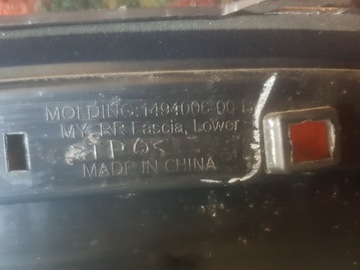 MOLDING: 1494006-00
MY RR Fascia, Lower
MADE IN CHINA